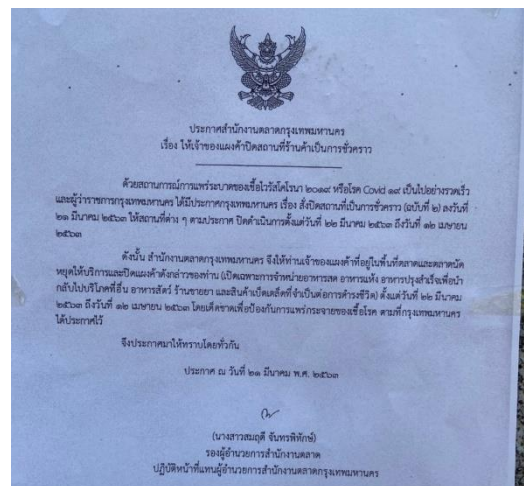 ประกาศสำนักงานตลาดกรุงเทพมหานคร
เรื่อง ให้เจ้าของแผงค้าปิดสถานที่ร้านค้าเป็นการชั่วคราว
ด้วยสถานการณ์การแพร่ระบาดของเชื้อไวรัสโคโรนา ๒๐๑๙ หรือโรค Covid ๑๙ เป็นไปอย่างรวดเร็ว
และผู้ว่าราชการกรุงเทพมหานคร ได้มีประกาศกรุงเทพมหานคร เรื่อง สั่งปิดสถานที่เป็นการชั่วคราว (ฉบับที่ ๒) ลงวันที่
๒๑ มีนาคม ๒๕๖๓ ให้สถานที่ต่าง ๆ ตามประกาศ ปิดดำเนินการตั้งแต่วันที่ ๒๒ มีนาคม ๒๕๖๓ ถึงวันที่ ๑๒ เมษายน
๒๕๖๓
ดังนั้น สำนักงานตลาดกรุงเทพมหานคร จึงให้ท่านเจ้าของแผงค้าที่อยู่ในพื้นที่ตลาดและตลาดนัด
หยุดให้บริการและปิดแผงค้าดังกล่าวของท่าน (เปิดเฉพาะการจำหน่ายอาหารสด อาหารแห้ง อาหารปรุงสำเร็จเพื่อนำ
กลับไปบริโภคที่อื่น อาหารสัตว์ ร้านขายยา และสินค้าเบ็ดเตล็ดที่จำเป็นต่อการดำรงชีวิต) ตั้งแต่วันที่ ๒๒ มีนาคม
๒๕๖๓ ถึงวันที่ ๑๒ เมษายน ๒๕๖๓ โดยเด็ดขาดเพื่อป้องกันการแพร่กระจายของเชื้อโรค ตามที่กรุงเทพมหานคร
ได้ประกาศไว้
จึงประกาศมาให้ทราบโดยทั่วกัน
ประกาศ ณ วันที่ ๒๑ มีนาคม พ.ศ. ๒๕๖๓
(นางสาวสมฤดี จันทรพิทักษ์)
รองผู้อำนวยการสำนักงานตลาด
ปฏิบัติหน้าที่แทนผู้อำนวยการสำนักงานตลาดกรุงเทพมหานคร